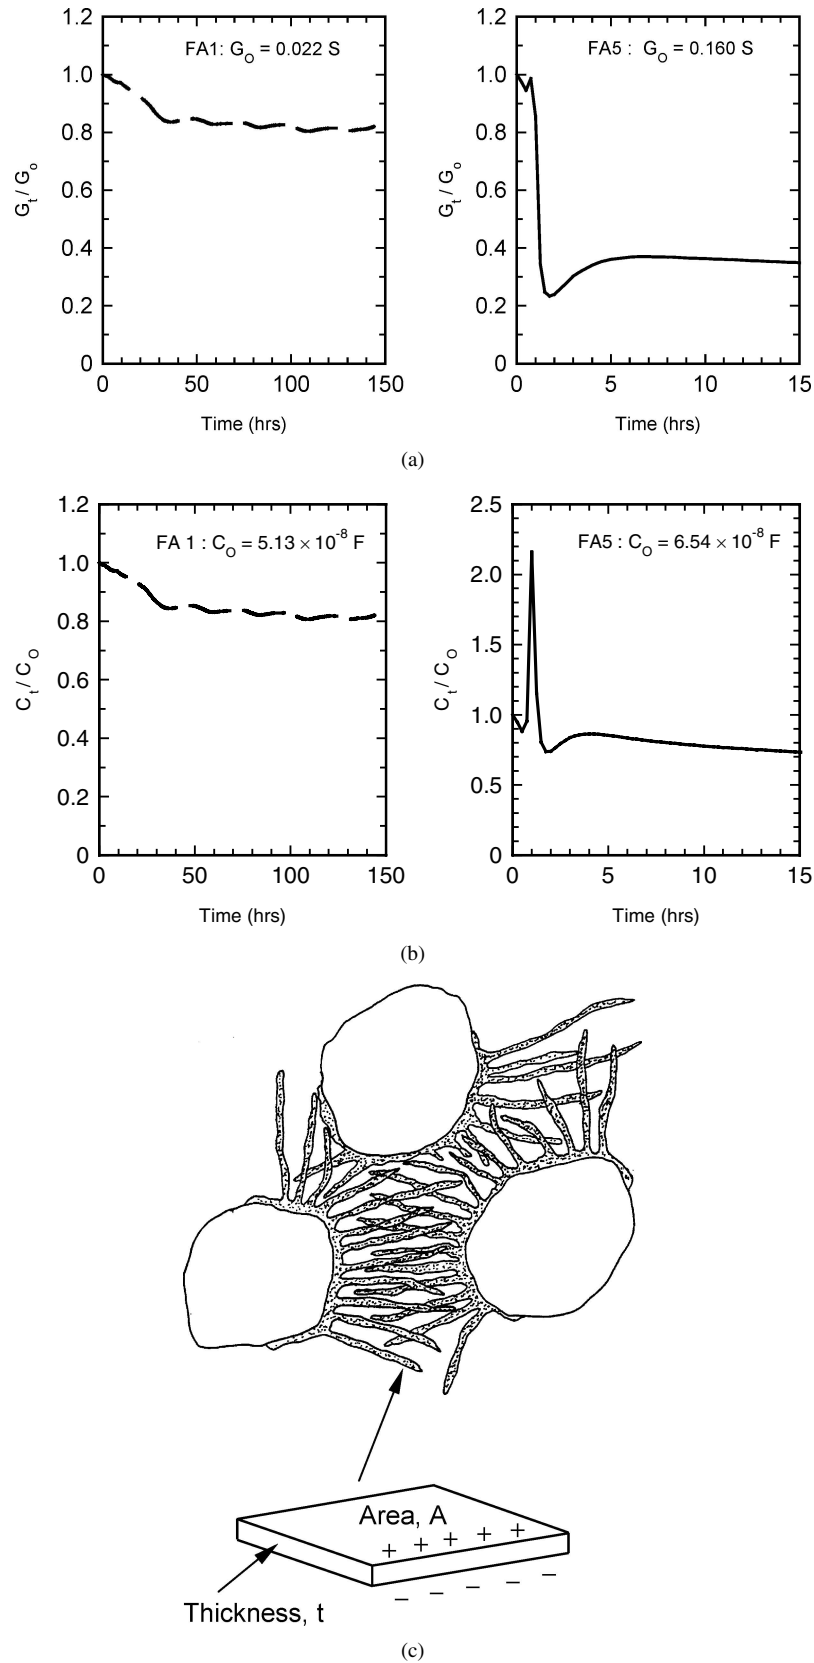 1.2
1.0
0.8
0.6
0.4
0.2
0
G_t / G_o
FA1: G_O = 0.022 S
0 50 100 150
Time (hrs)
1.2
1.0
0.8
0.6
0.4
0.2
0
G_t / G_o
FA5 : G_O = 0.160 S
0 5 10 15
Time (hrs)
(a)
1.2
1.0
0.8
0.6
0.4
0.2
0
C_t / C_O
FA 1 : C_O = 5.13 × 10^-8 F
0 50 100 150
Time (hrs)
2.5
2.0
1.5
1.0
0.5
0
C_t / C_O
FA5 : C_O = 6.54 × 10^-8 F
0 5 10 15
Time (hrs)
(b)
Area, A
+ + + + +
− − − − −
Thickness, t
(c)